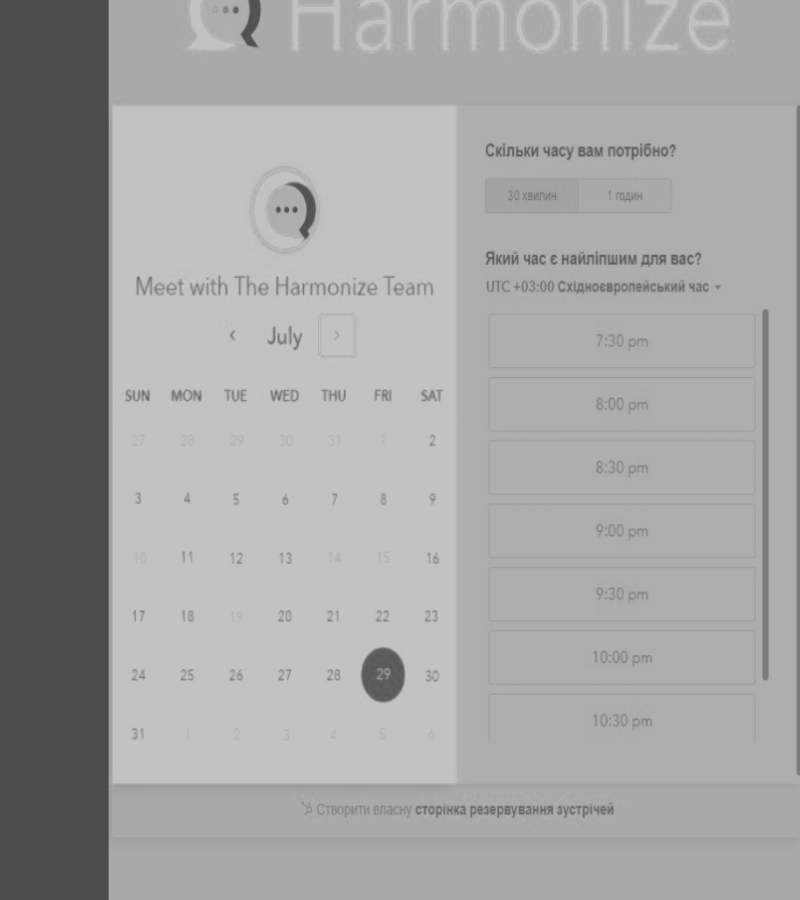 Harmonize
Meet with The Harmonize Team
July
SUN MON TUE WED THU FRI SAT
27 28 29 30 31 1 2
3 4 5 6 7 8 9
10 11 12 13 14 15 16
17 18 19 20 21 22 23
24 25 26 27 28 29 30
31 1 2 3 4 5 6
Скільки часу вам потрібно?
30 хвилин 1 годин
Який час є найліпшим для вас?
UTC +03:00 Східноєвропейський час
7:30 pm
8:00 pm
8:30 pm
9:00 pm
9:30 pm
10:00 pm
10:30 pm
Створити власну сторінка резервування зустрічей